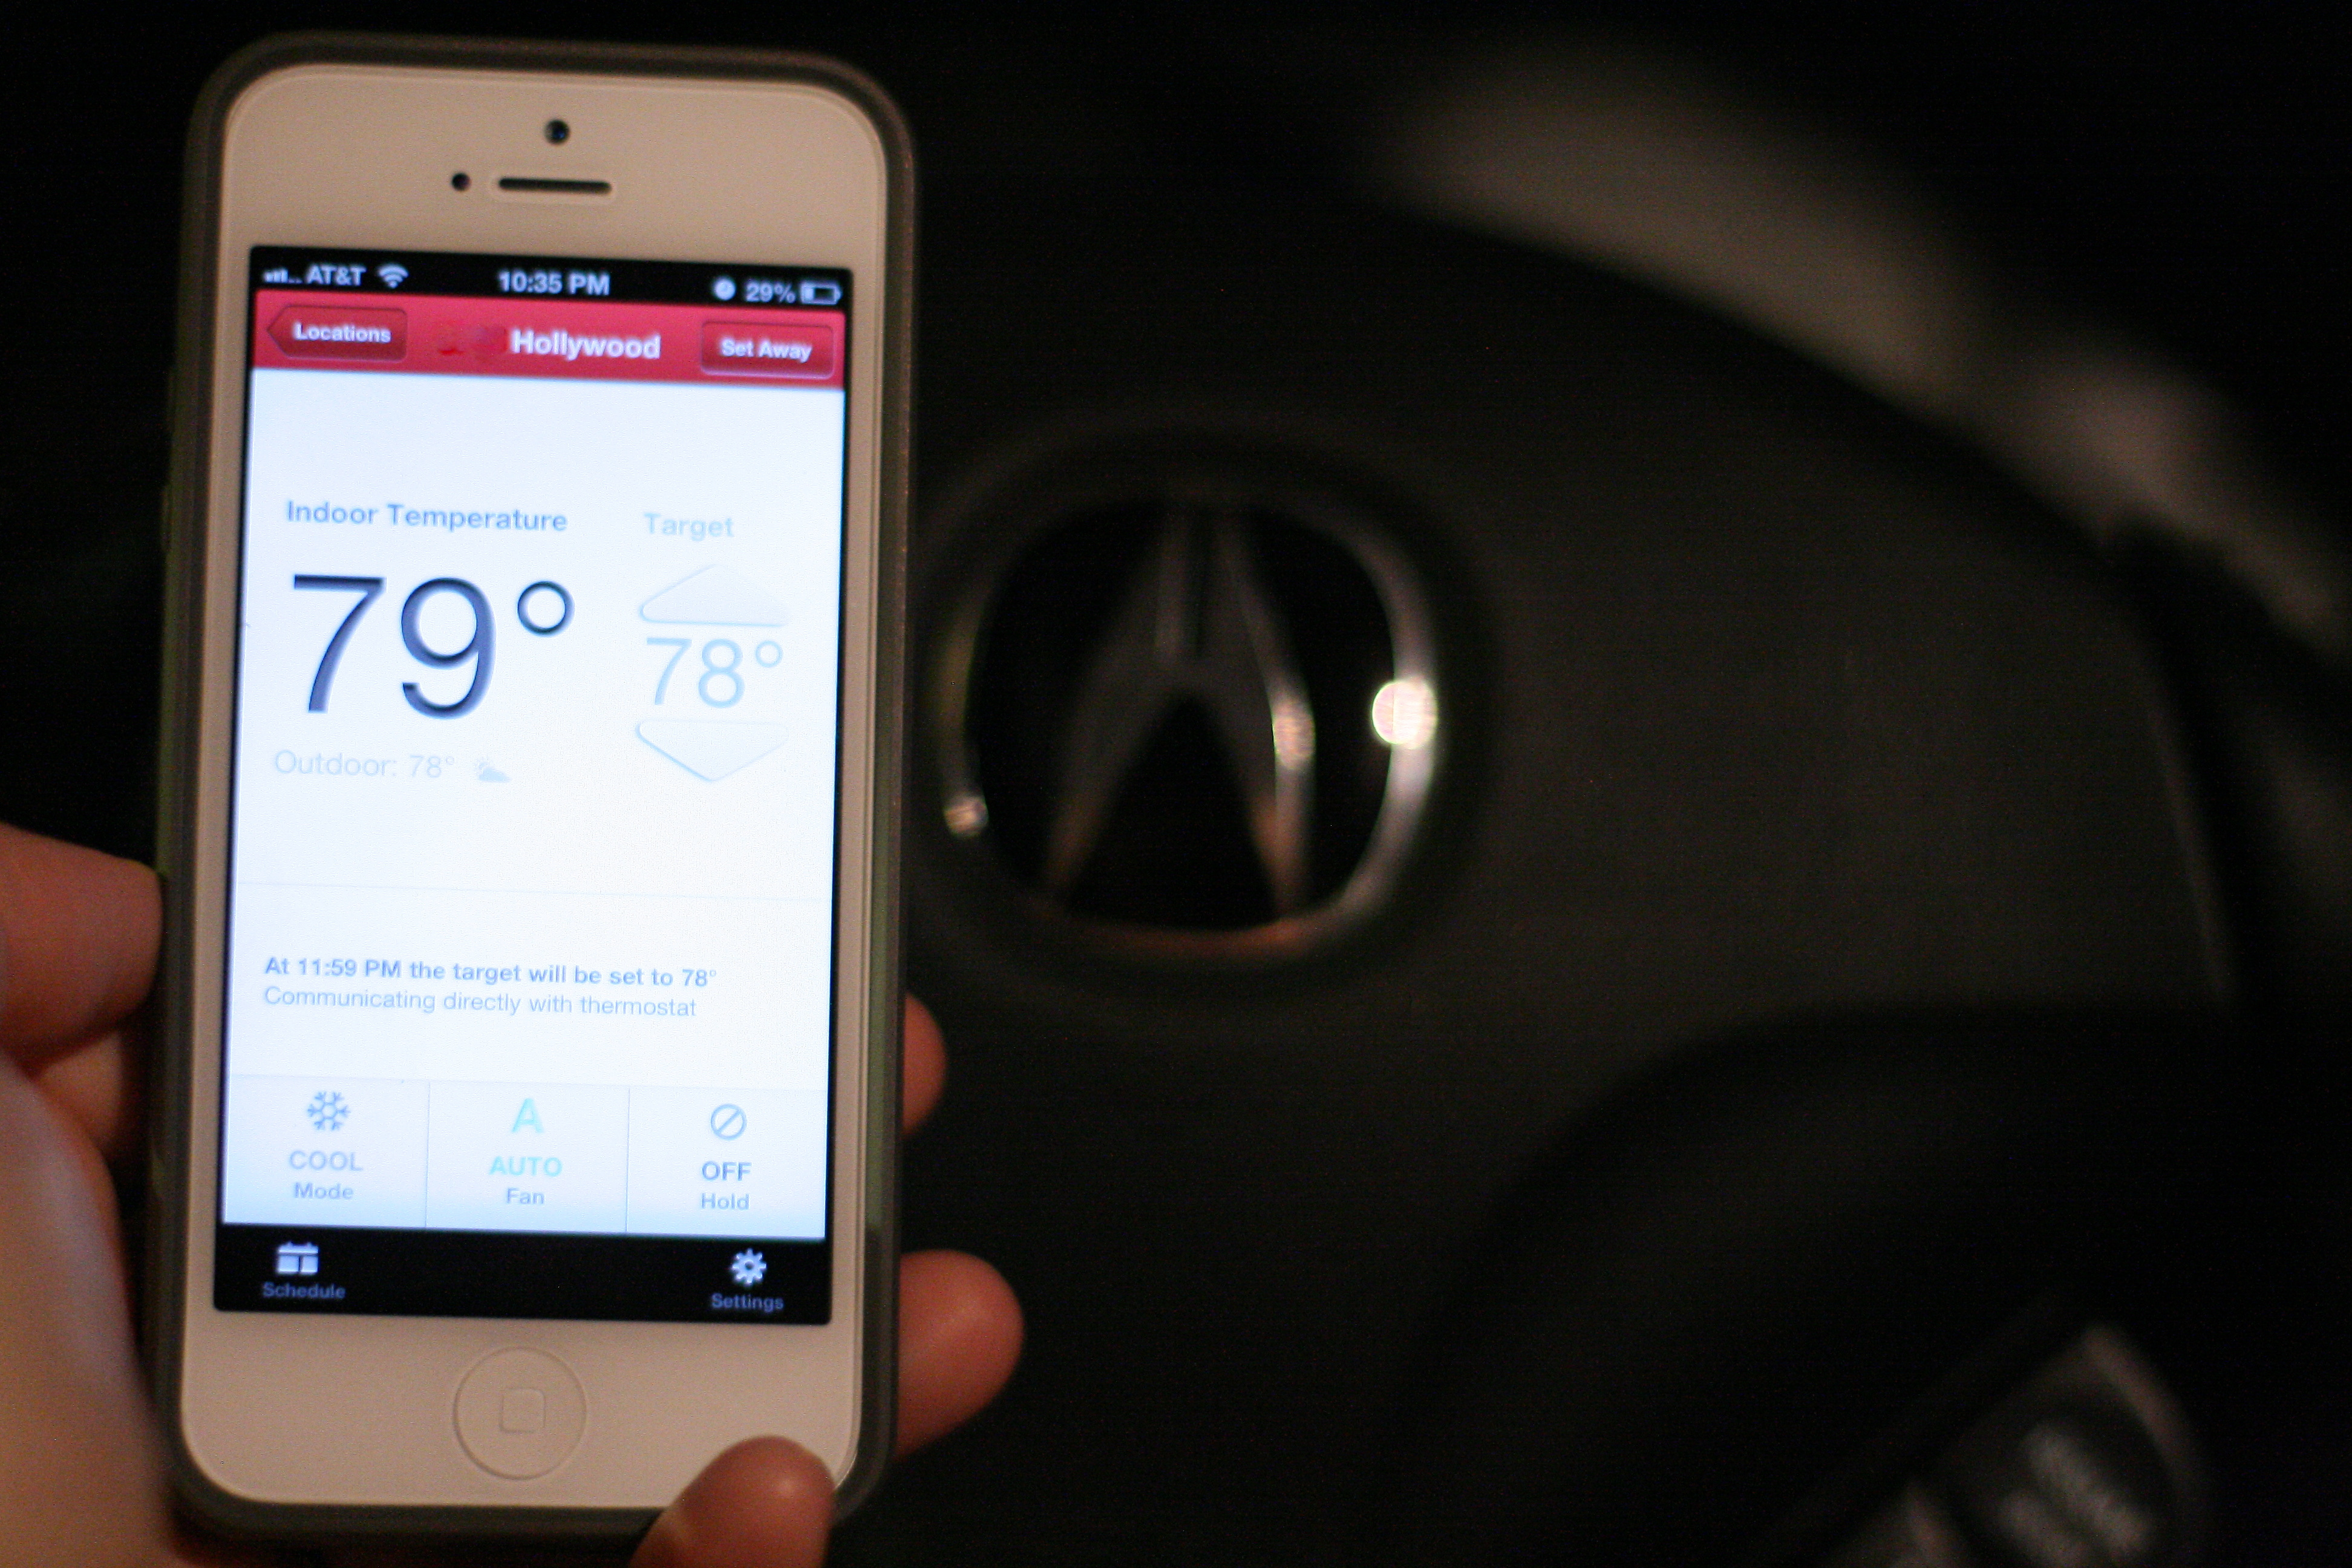 AT&T 10:35 PM 29%
Locations Hollywood Set Away
Indoor Temperature Target
79° 78°
Outdoor: 78°
At 11:59 PM the target will be set to 78°
Communicating directly with thermostat
A
COOL AUTO OFF
Mode Fan Hold
Schedule Settings